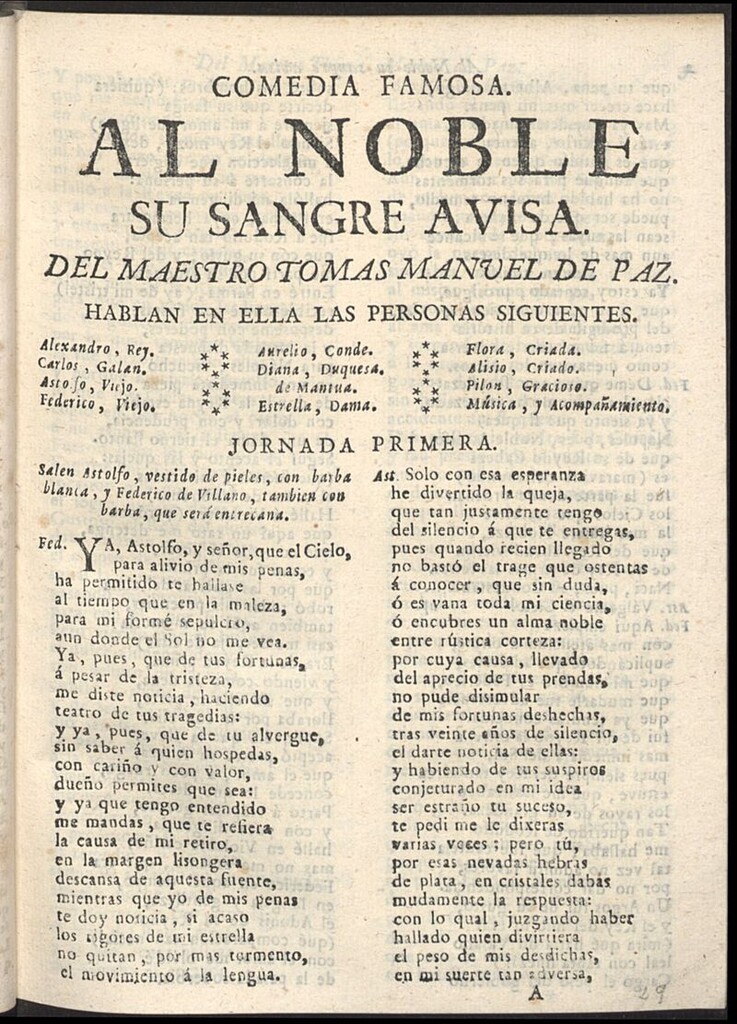 COMEDIA FAMOSA.
AL NOBLE
SU SANGRE AVISA.
DEL MAESTRO TOMAS MANUEL DE PAZ.
HABLAN EN ELLA LAS PERSONAS SIGUIENTES.
Alexandro, Rey.
Carlos, Galan.
Astolfo, Viejo.
Federico, Viejo.
Aurelio, Conde.
Diana, Duquesa
de Mantua.
Estrella, Dama.
Flora, Criada.
Alisio, Criado.
Pilon, Gracioso.
Música, y Acompañamiento.
JORNADA PRIMERA.
Salen Astolfo, vestido de pieles, con barba
blanca, y Federico de Villano, tambien con
barba, que será entrecana.
Fed. YA, Astolfo, y señor, que el Cielo,
para alivio de mis penas,
ha permitido te hallase
al tiempo que en la maleza,
para mi formé sepulcro,
aun donde el Sol no me vea.
Ya, pues, que de tus fortunas,
á pesar de la tristeza,
me diste noticia, haciendo
teatro de tus tragedias:
y ya, pues, que de tu alvergue,
sin saber á quien hospedas,
con cariño y con valor,
dueño permites que sea:
y ya que tengo entendido
me mandas, que te refiera
la causa de mi retiro,
en la margen lisongera
descansa de aquesta fuente,
mientras que yo de mis penas
te doy noticia, si acaso
los rigores de mi estrella
no quitan, por mas tormento,
el movimiento á la lengua.
Ast. Solo con esa esperanza
he divertido la queja,
que tan justamente tengo
del silencio á que te entregas,
pues quando recien llegado
no bastó el trage que ostentas
á conocer, que sin duda,
ó es vana toda mi ciencia,
ó encubres un alma noble
entre rústica corteza:
por cuya causa, llevado
del aprecio de tus prendas,
no pude disimular
de mis fortunas deshechas,
tras veinte años de silencio,
el darte noticia de ellas:
y habiendo de tus suspiros
conjeturado en mi idea
ser estraño tu suceso,
te pedi me le dixeras
varias veces; pero tú,
por esas nevadas hebras
de plata, en cristales dabas
mudamente la respuesta:
con lo qual, juzgando haber
hallado quien divirtiera
el peso de mis desdichas,
en mi suerte tan adversa,
A
29